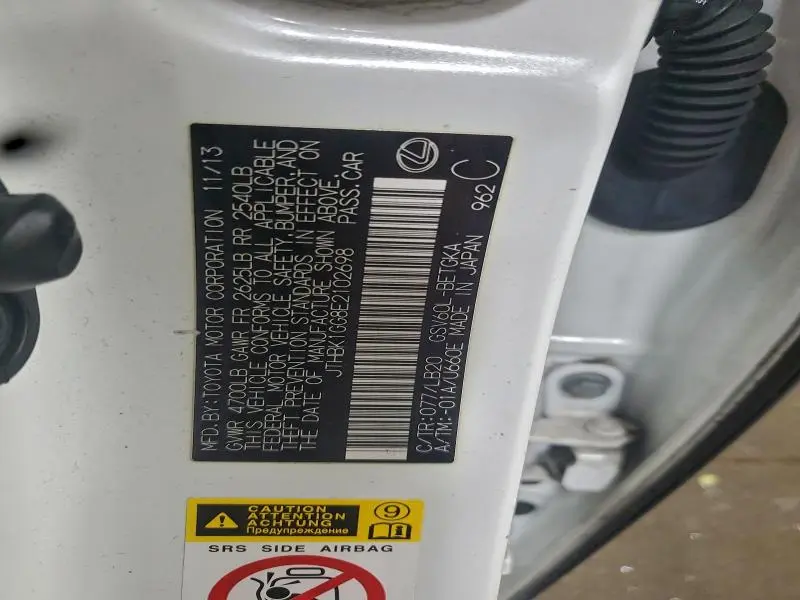 MFD. BY: TOYOTA MOTOR CORPORATION 11/13
GVWR 4700LB GAWR FR 2625LB RR 2540LB
THIS VEHICLE CONFORMS TO ALL APPLICABLE
FEDERAL MOTOR VEHICLE SAFETY, BUMPER, AND
THEFT PREVENTION STANDARDS IN EFFECT ON
THE DATE OF MANUFACTURE SHOWN ABOVE.
JTHBK1GG8E2102698 PASS.CAR
C/TR:077/LB20 GSV60L-BETGKA
A/TM:-01A/U660E MADE IN JAPAN
962 C
CAUTION
ATTENTION
ACHTUNG
Предупреждение
9
SRS SIDE AIRBAG